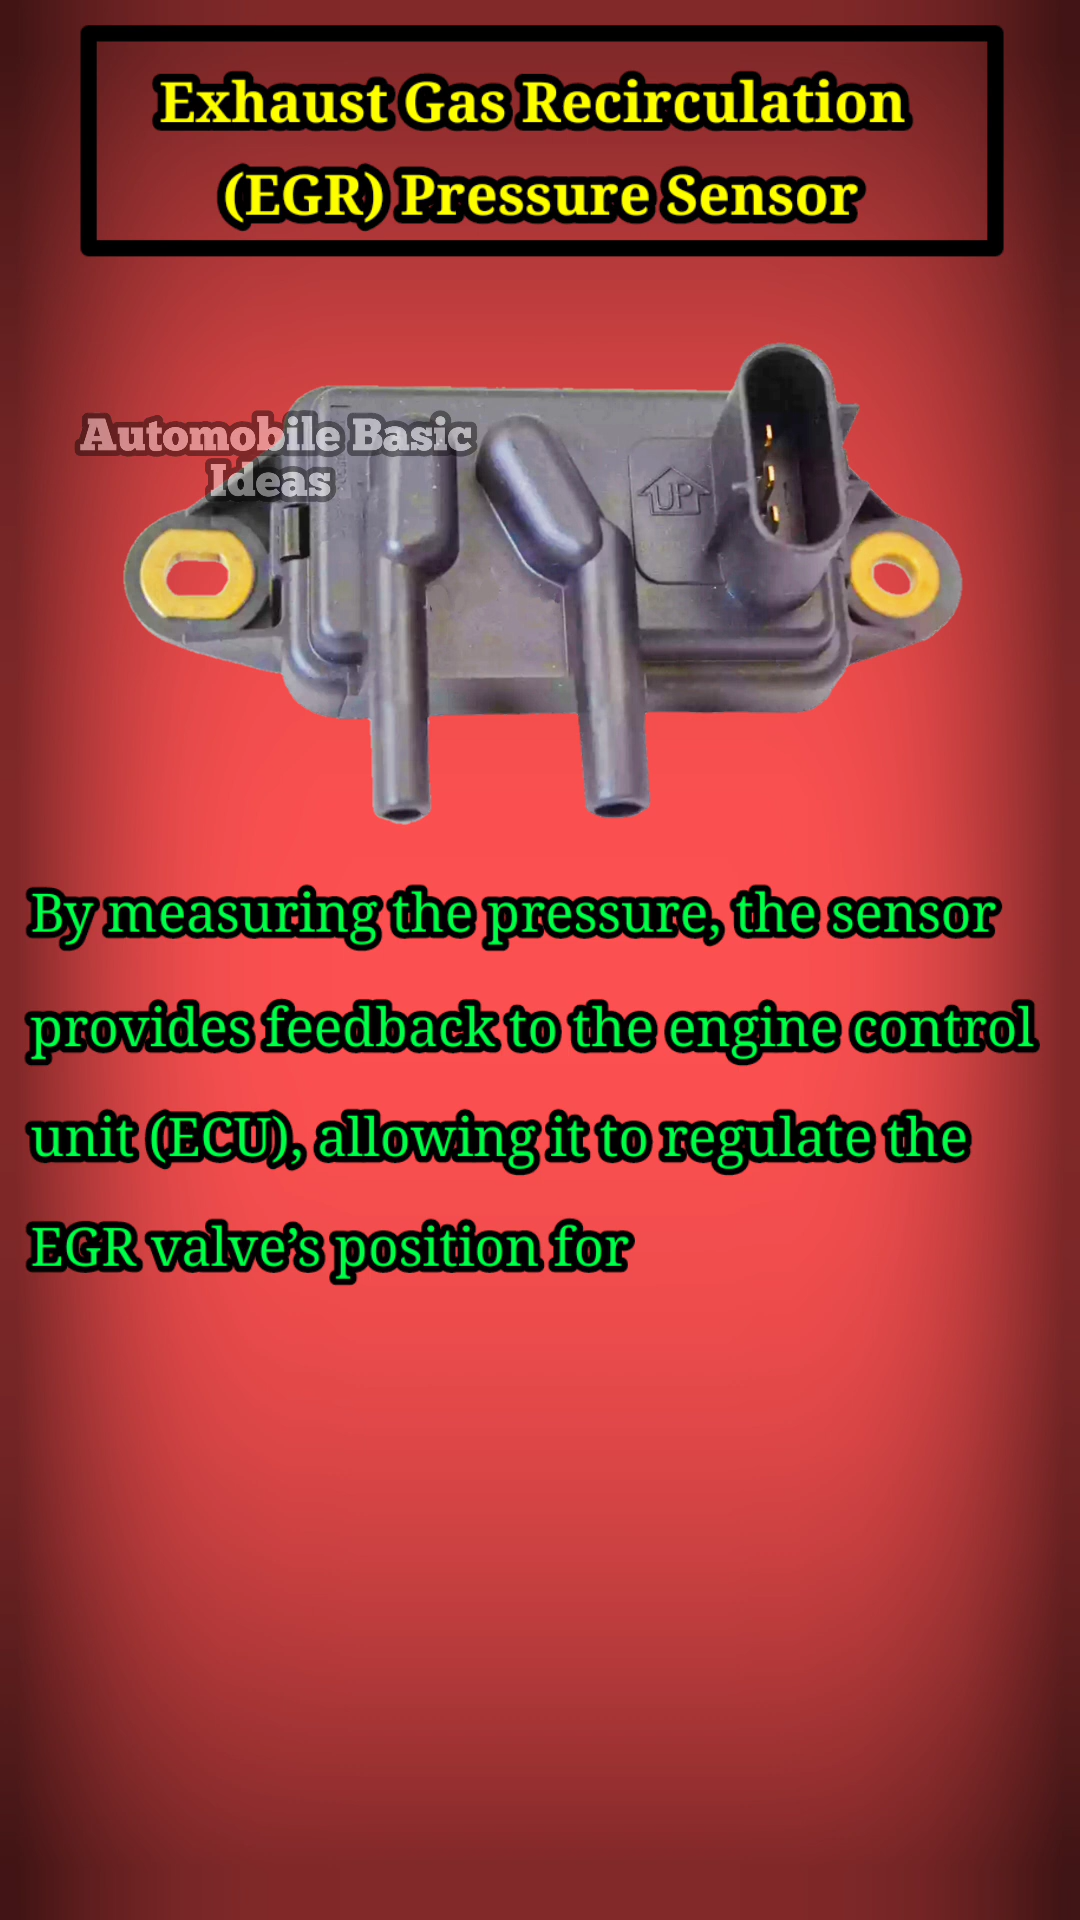 Exhaust Gas Recirculation
(EGR) Pressure Sensor
Automobile Basic
Ideas
UP
By measuring the pressure, the sensor
provides feedback to the engine control
unit (ECU), allowing it to regulate the
EGR valve’s position for